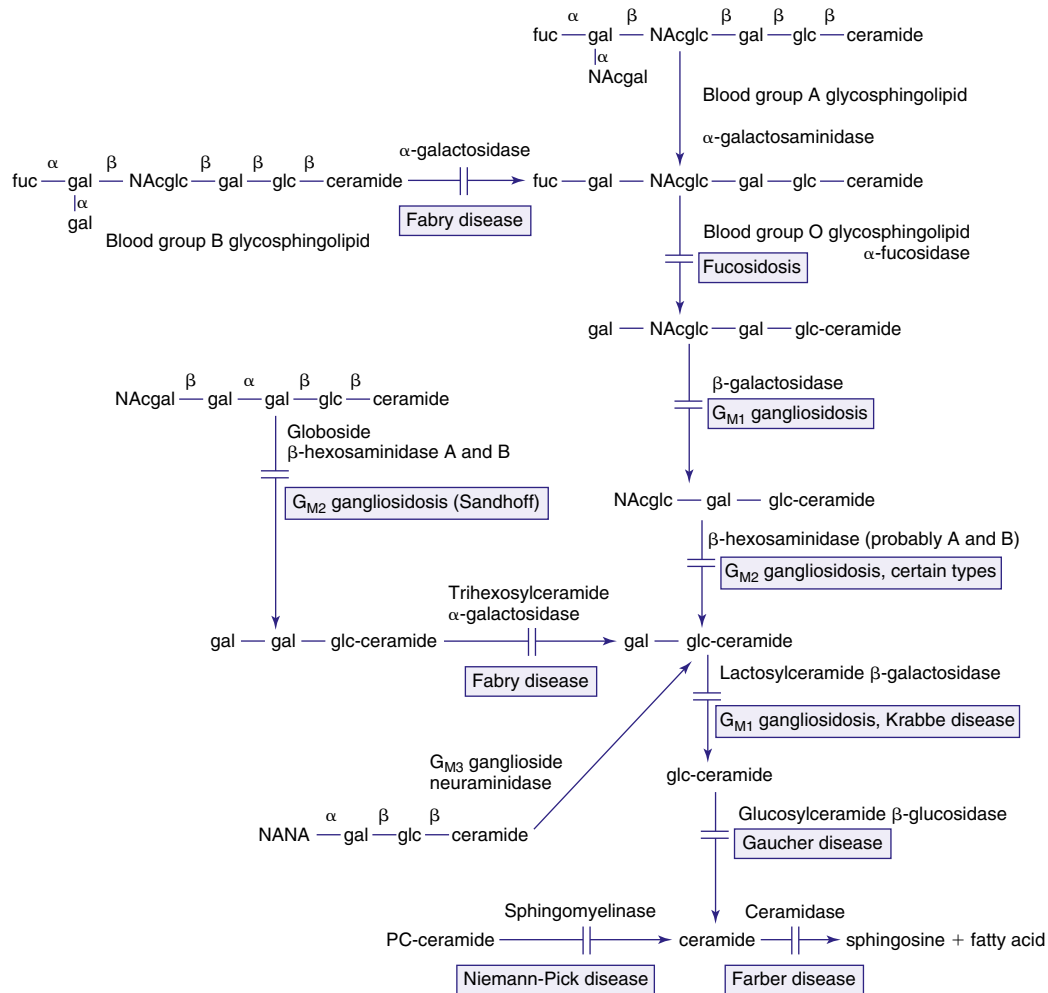 α β β β β
fuc — gal — NAcglc — gal — glc — ceramide
α
NAcgal
Blood group A glycosphingolipid
α-galactosaminidase
α β β β β
fuc — gal — NAcglc — gal — glc — ceramide
α
gal
Blood group B glycosphingolipid
α-galactosidase
Fabry disease
fuc — gal — NAcglc — gal — glc — ceramide
Blood group O glycosphingolipid
α-fucosidase
Fucosidosis
gal — NAcglc — gal — glc-ceramide
β-galactosidase
GM1 gangliosidosis
β α β β
NAcgal — gal — gal — glc — ceramide
Globoside
β-hexosaminidase A and B
GM2 gangliosidosis (Sandhoff)
NAcglc — gal — glc-ceramide
β-hexosaminidase (probably A and B)
GM2 gangliosidosis, certain types
gal — gal — glc-ceramide
Trihexosylceramide
α-galactosidase
Fabry disease
gal — glc-ceramide
Lactosylceramide β-galactosidase
GM1 gangliosidosis, Krabbe disease
GM3 ganglioside
neuraminidase
α β β
NANA — gal — glc — ceramide
glc-ceramide
Glucosylceramide β-glucosidase
Gaucher disease
PC-ceramide
Sphingomyelinase
Niemann-Pick disease
ceramide
Ceramidase
Farber disease
sphingosine + fatty acid